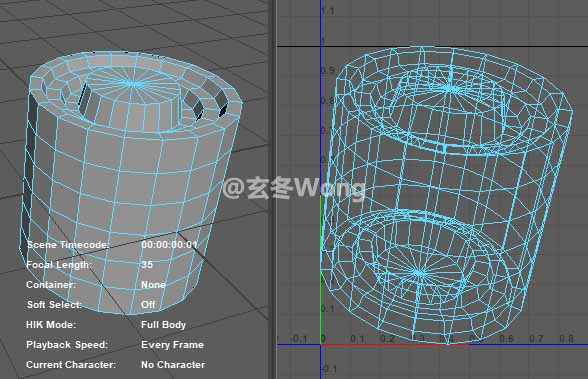 1.1
1
0.9
0.8
@玄冬Wong
Scene Timecode: 00:00:00:01
Focal Length: 35
Container: None
Soft Select: Off
HIK Mode: Full Body
Playback Speed: Every Frame
Current Character: No Character
0.1
-0.1 0 0.1 0.2 0.3 0.4 0.5 0.6 0.7 0.8
-0.1